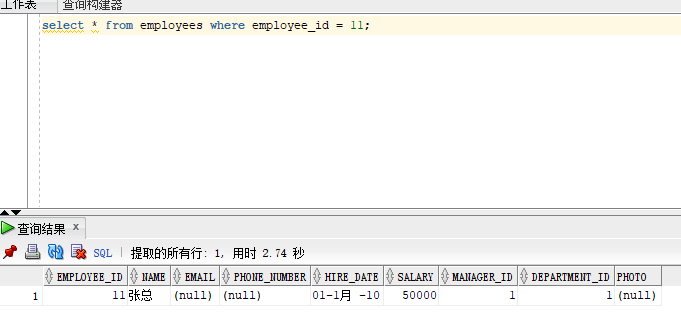 工作表 查询构建器
select * from employees where employee_id = 11;
查询结果 x
SQL | 提取的所有行: 1, 用时 2.74 秒
EMPLOYEE_ID NAME EMAIL PHONE_NUMBER HIRE_DATE SALARY MANAGER_ID DEPARTMENT_ID PHOTO
1 11 张总 (null) (null) 01-1月 -10 50000 1 1 (null)